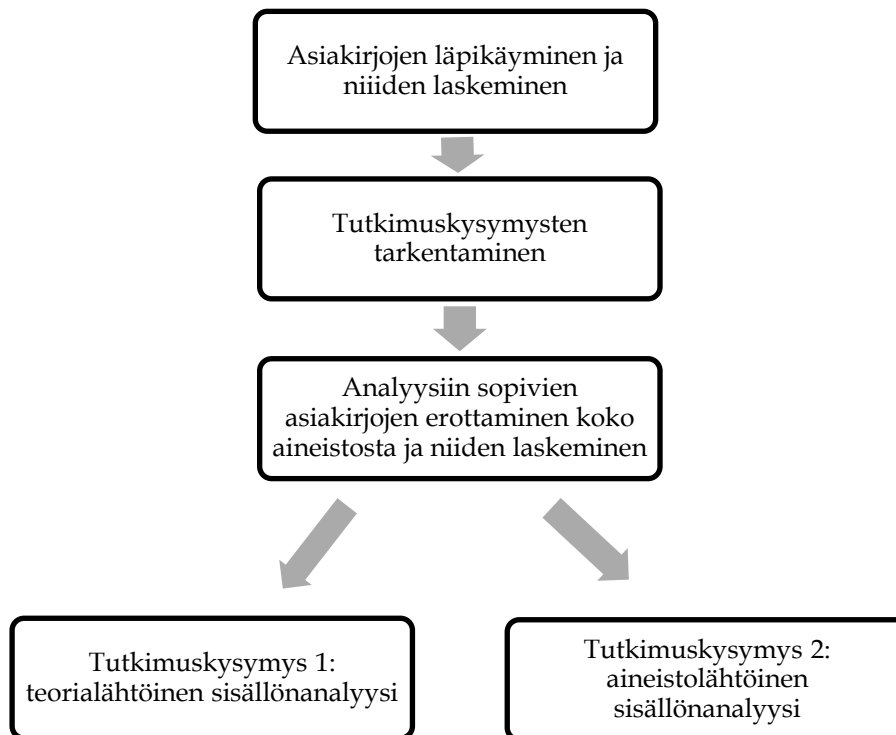 Asiakirjojen läpikäyminen ja
niiiden laskeminen
Tutkimuskysymysten
tarkentaminen
Analyysiin sopivien
asiakirjojen erottaminen koko
aineistosta ja niiden laskeminen
Tutkimuskysymys 1:
teorialähtöinen sisällönanalyysi
Tutkimuskysymys 2:
aineistolähtöinen
sisällönanalyysi